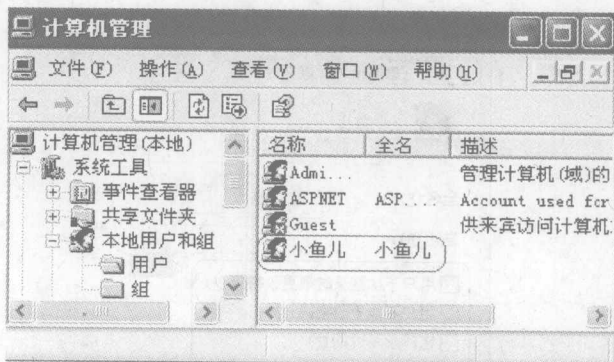 计算机管理
文件(F) 操作(A) 查看(V) 窗口(W) 帮助(H)
计算机管理(本地)
系统工具
事件查看器
共享文件夹
本地用户和组
用户
组
名称 全名 描述
Admi... 管理计算机(域)的
ASPNET ASP... Account used for
Guest 供来宾访问计算机
小鱼儿 小鱼儿